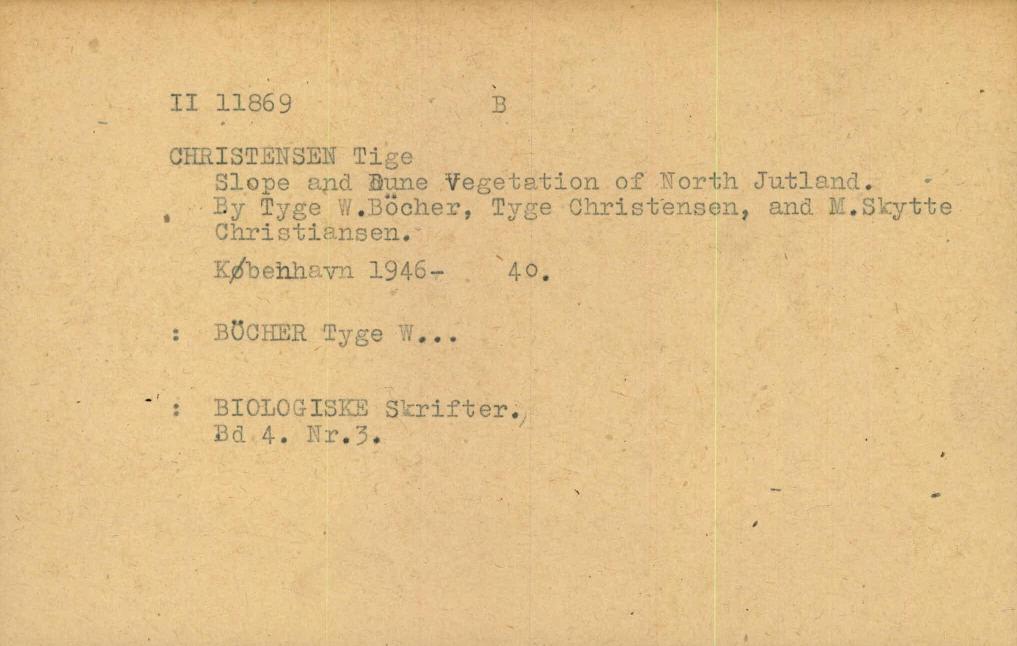 II 11869 B
CHRISTENSEN Tige
Slope and Dune Vegetation of North Jutland.
By Tyge W.Böcher, Tyge Christensen, and M.Skytte
Christiansen.
København 1946- 4o.
: BÖCHER Tyge W...
: BIOLOGISKE Skrifter.
Bd 4. Nr.3.